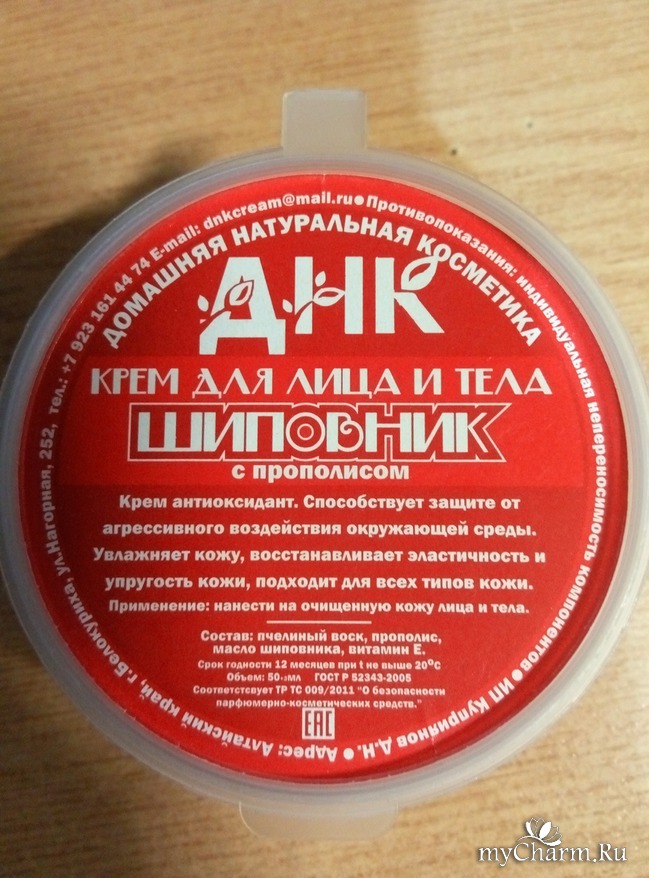 Адрес: Алтайский край, г.Белокуриха, ул.Нагорная, 252, тел.: +7 923 161 44 74 E-mail: dnkcream@mail.ru● Противопоказания: индивидуальная непереносимость компонентов● ИП Куприянов Д.Н. ●
ДОМАШНЯЯ НАТУРАЛЬНАЯ КОСМЕТИКА
ДНК
КРЕМ ДЛЯ ЛИЦА И ТЕЛА
ШИПОВНИК
с прополисом
Крем антиоксидант. Способствует защите от
агрессивного воздействия окружающей среды.
Увлажняет кожу, восстанавливает эластичность и
упругость кожи, подходит для всех типов кожи.
Применение: нанести на очищенную кожу лица и тела.
Состав: пчелиный воск, прополис,
масло шиповника, витамин Е.
Срок годности 12 месяцев при t не выше 20°С
Объем: 50±3мл ГОСТ Р 52343-2005
Соответствует ТР ТС 009/2011 "О безопасности
парфюмерно-косметических средств."
EAC
myCharm.Ru